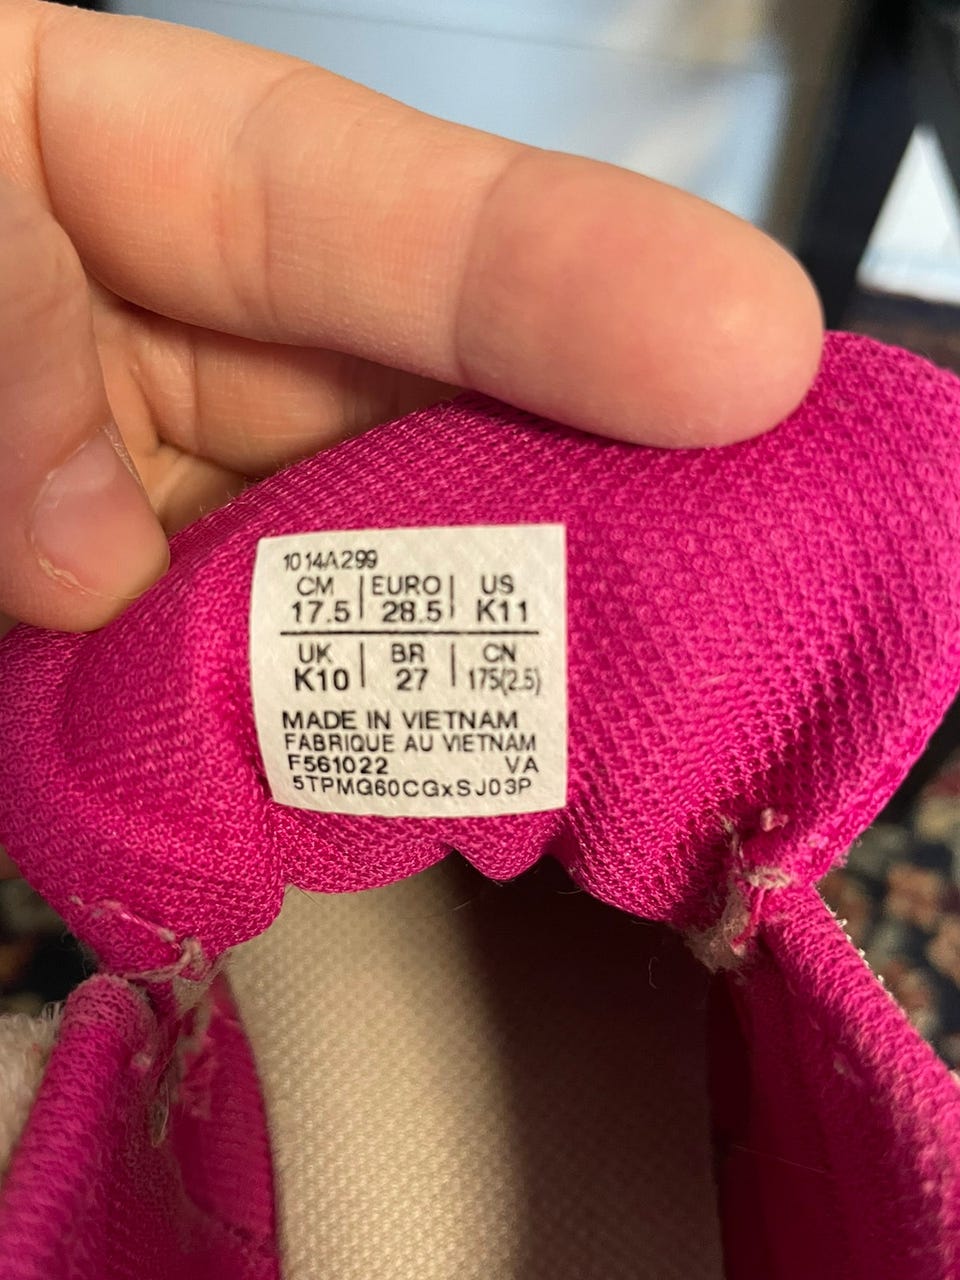 1014A299
CM | EURO | US
17.5 | 28.5 | K11
UK | BR | CN
K10 | 27 | 175(2.5)
MADE IN VIETNAM
FABRIQUE AU VIETNAM
F561022 VA
5TPMG60CGxSJ03P